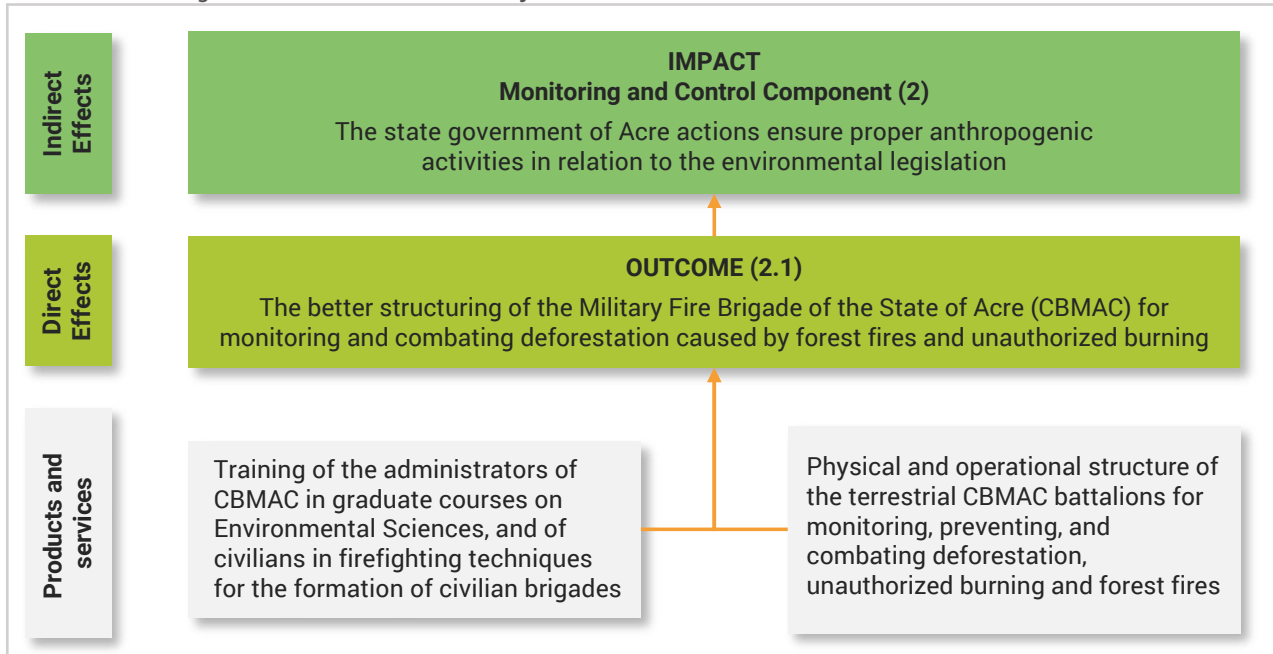 Indirect
Effects
IMPACT
Monitoring and Control Component (2)
The state government of Acre actions ensure proper anthropogenic
activities in relation to the environmental legislation
Direct
Effects
OUTCOME (2.1)
The better structuring of the Military Fire Brigade of the State of Acre (CBMAC) for
monitoring and combating deforestation caused by forest fires and unauthorized burning
Products and
services
Training of the administrators of
CBMAC in graduate courses on
Environmental Sciences, and of
civilians in firefighting techniques
for the formation of civilian brigades
Physical and operational structure of
the terrestrial CBMAC battalions for
monitoring, preventing, and
combating deforestation,
unauthorized burning and forest fires